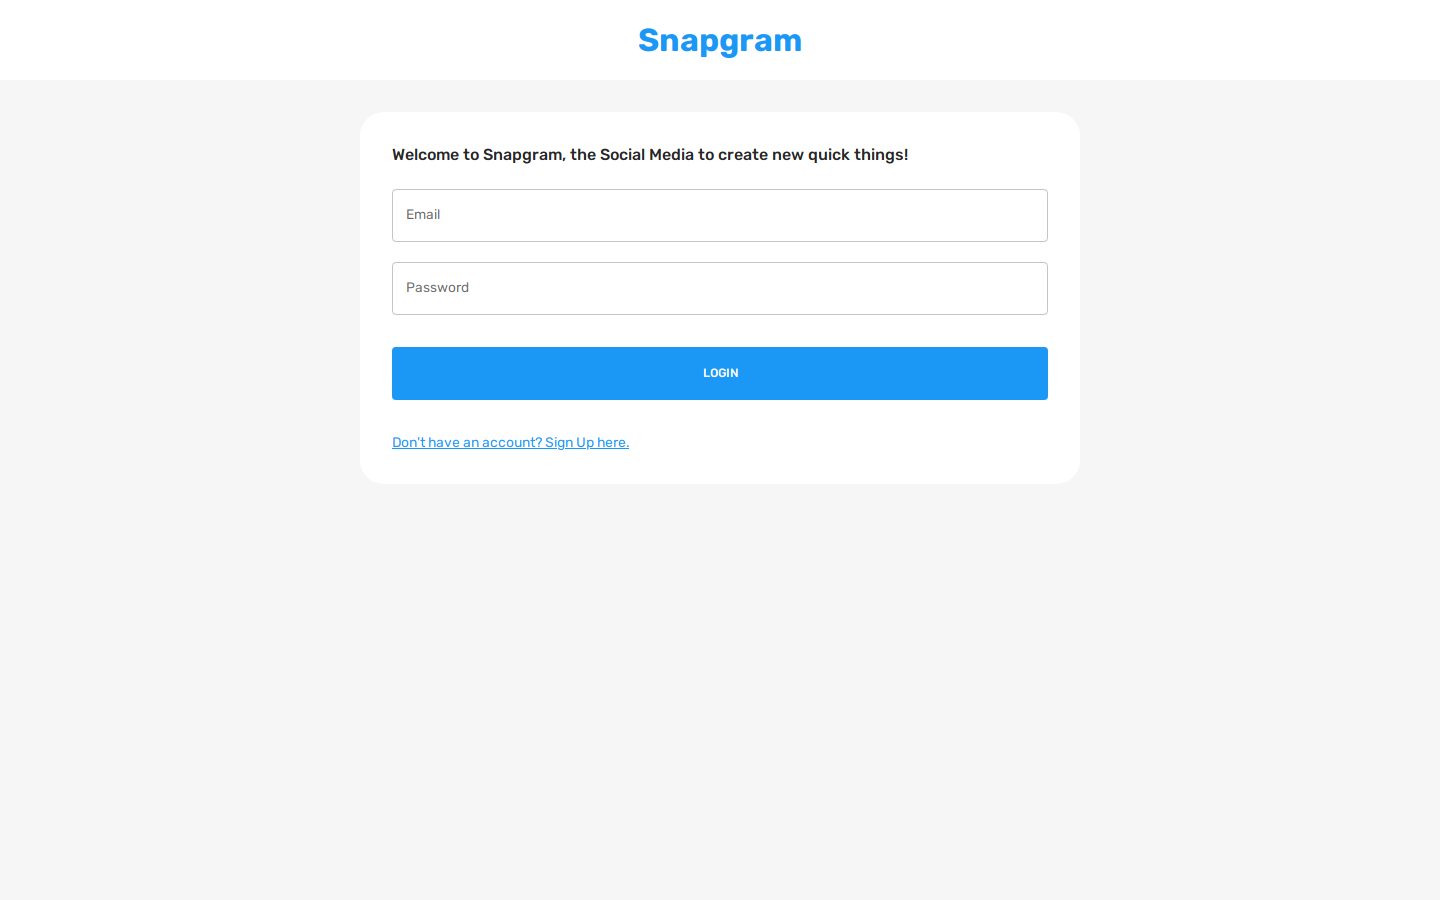 Snapgram
Welcome to Snapgram, the Social Media to create new quick things!
Email
Password
LOGIN
Don't have an account? Sign Up here.